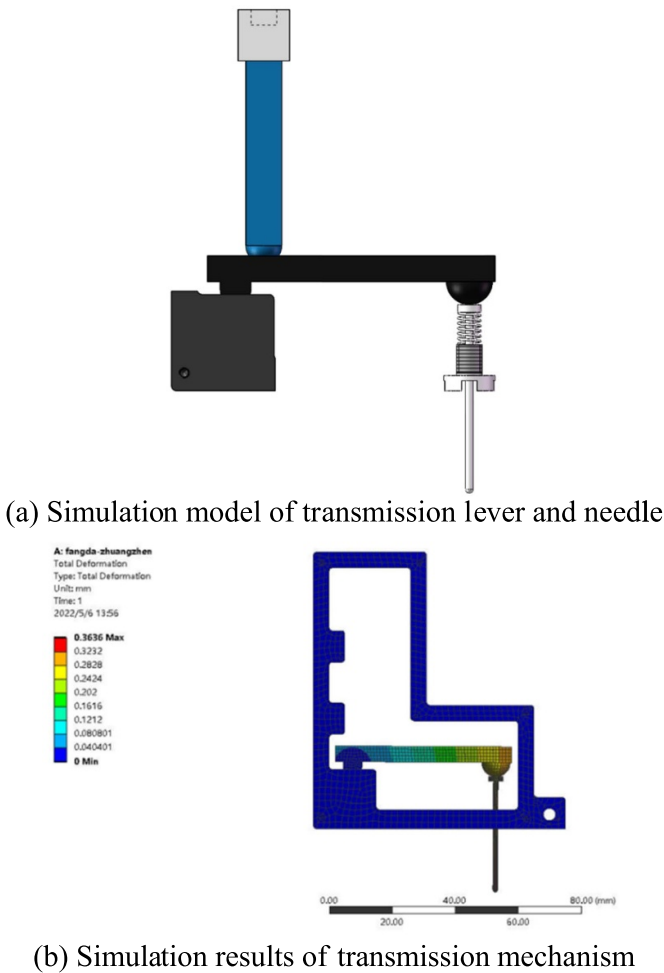 (a) Simulation model of transmission lever and needle
A: fangda-zhuangzhen
Total Deformation
Type: Total Deformation
Unit: mm
Time: 1
2022/5/6 13:56
0.3636 Max
0.3232
0.2828
0.2424
0.202
0.1616
0.1212
0.080801
0.040401
0 Min
0.00 40.00 80.00 (mm)
20.00 60.00
(b) Simulation results of transmission mechanism